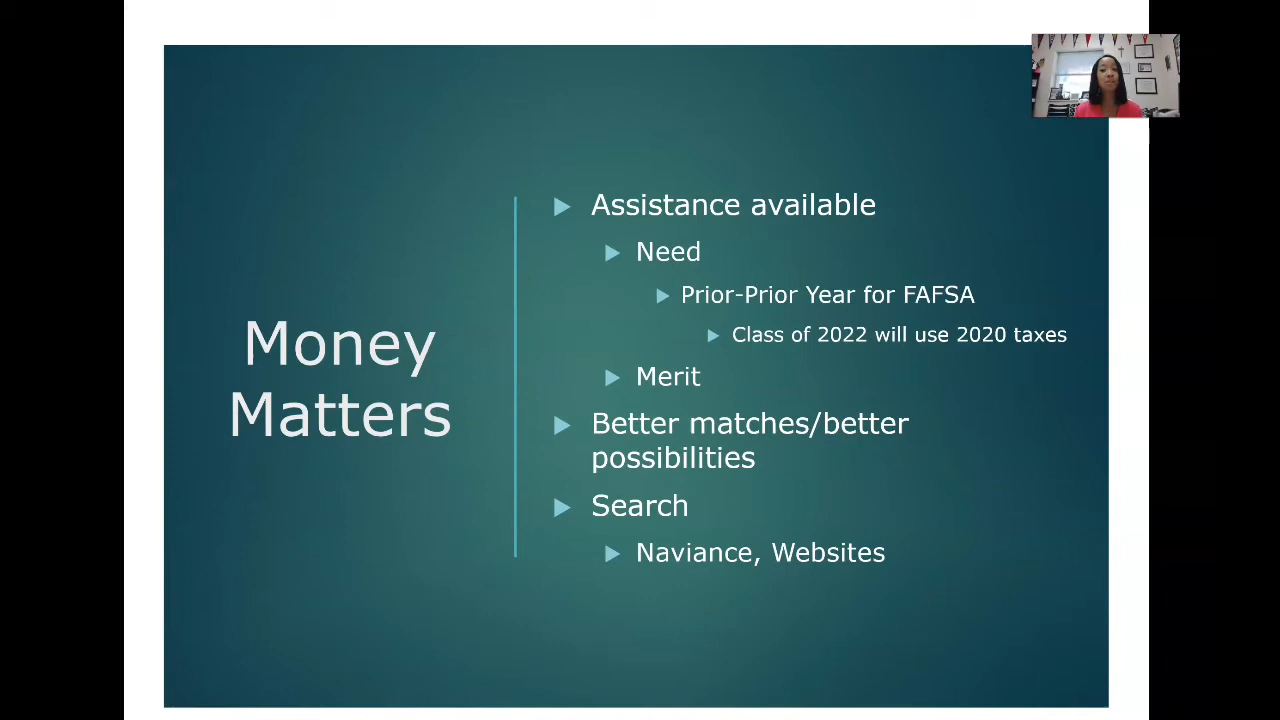 Money
Matters
Assistance available
Need
Prior-Prior Year for FAFSA
Class of 2022 will use 2020 taxes
Merit
Better matches/better
possibilities
Search
Naviance, Websites